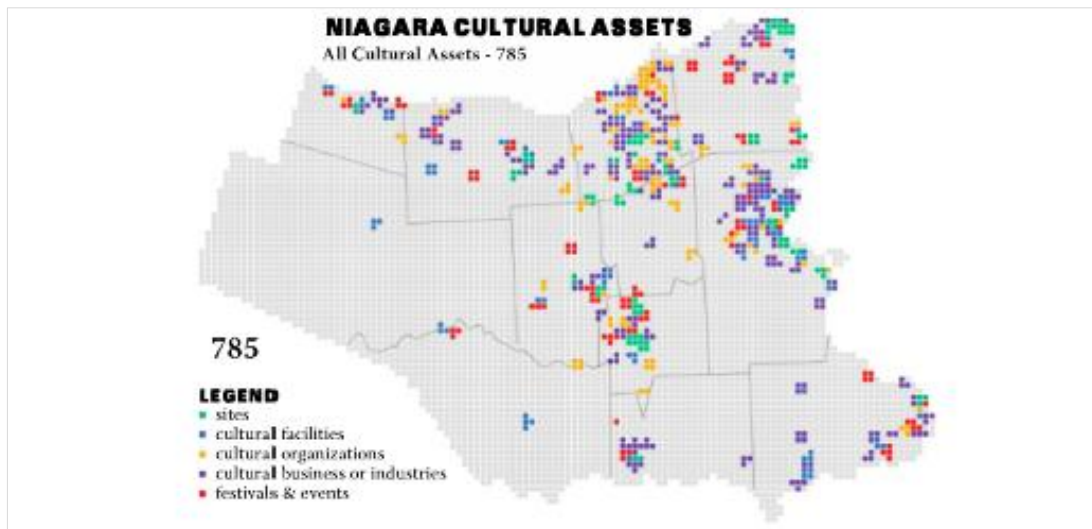 NIAGARA CULTURAL ASSETS
All Cultural Assets - 785
785
LEGEND
sites
cultural facilities
cultural organizations
cultural business or industries
festivals & events